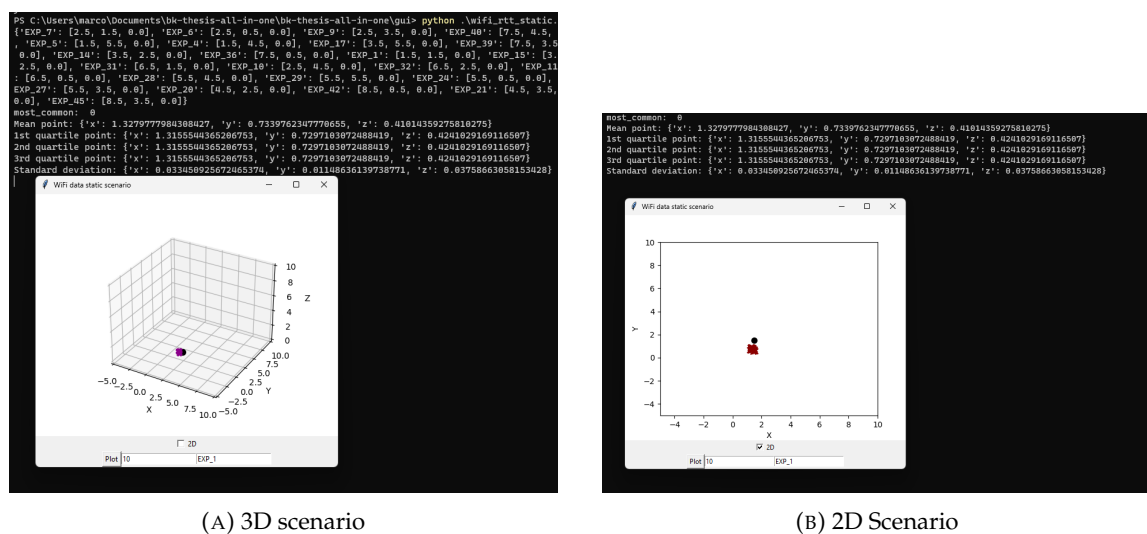 PS C:\Users\marco\Documents\bk-thesis-all-in-one\bk-thesis-all-in-one\gui> python .\wifi_rtt_static.
{'EXP_7': [2.5, 1.5, 0.0], 'EXP_6': [2.5, 0.5, 0.0], 'EXP_9': [2.5, 3.5, 0.0], 'EXP_40': [7.5, 4.5,
, 'EXP_5': [1.5, 5.5, 0.0], 'EXP_4': [1.5, 4.5, 0.0], 'EXP_17': [3.5, 5.5, 0.0], 'EXP_39': [7.5, 3.5
0.0], 'EXP_14': [3.5, 2.5, 0.0], 'EXP_36': [7.5, 0.5, 0.0], 'EXP_1': [1.5, 1.5, 0.0], 'EXP_15': [3.
2.5, 0.0], 'EXP_31': [6.5, 1.5, 0.0], 'EXP_10': [2.5, 4.5, 0.0], 'EXP_32': [6.5, 2.5, 0.0], 'EXP_11
: [6.5, 0.5, 0.0], 'EXP_28': [5.5, 4.5, 0.0], 'EXP_29': [5.5, 5.5, 0.0], 'EXP_24': [5.5, 0.5, 0.0],
EXP_27': [5.5, 3.5, 0.0], 'EXP_20': [4.5, 2.5, 0.0], 'EXP_42': [8.5, 0.5, 0.0], 'EXP_21': [4.5, 3.5,
0.0], 'EXP_45': [8.5, 3.5, 0.0]}
most_common: 0
Mean point: {'x': 1.3279777984308427, 'y': 0.7339762347770655, 'z': 0.41014359275810275}
1st quartile point: {'x': 1.3155544365206753, 'y': 0.7297103072488419, 'z': 0.4241029169116507}
2nd quartile point: {'x': 1.3155544365206753, 'y': 0.7297103072488419, 'z': 0.4241029169116507}
3rd quartile point: {'x': 1.3155544365206753, 'y': 0.7297103072488419, 'z': 0.4241029169116507}
Standard deviation: {'x': 0.033450925672465374, 'y': 0.01148636139738771, 'z': 0.03758663058153428}
WiFi data static scenario
10
8
6
Z
4
2
0
10.0
7.5
5.0
2.5
Y
0.0
−2.5
−5.0
−5.0
−2.5
0.0
2.5
5.0
7.5
10.0
X
2D
Plot 10 EXP_1
(A) 3D scenario
most_common: 0
Mean point: {'x': 1.3279777984308427, 'y': 0.7339762347770655, 'z': 0.41014359275810275}
1st quartile point: {'x': 1.3155544365206753, 'y': 0.7297103072488419, 'z': 0.4241029169116507}
2nd quartile point: {'x': 1.3155544365206753, 'y': 0.7297103072488419, 'z': 0.4241029169116507}
3rd quartile point: {'x': 1.3155544365206753, 'y': 0.7297103072488419, 'z': 0.4241029169116507}
Standard deviation: {'x': 0.033450925672465374, 'y': 0.01148636139738771, 'z': 0.03758663058153428}
WiFi data static scenario
10
8
6
4
Y
2
0
−2
−4
−4 −2 0 2 4 6 8 10
X
2D
Plot 10 EXP_1
(B) 2D Scenario